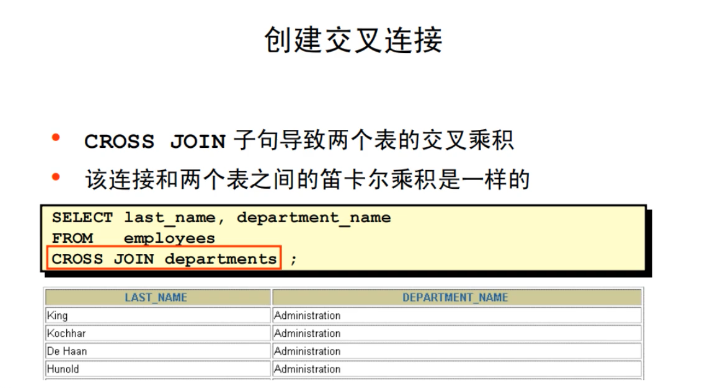 创建交叉连接
CROSS JOIN 子句导致两个表的交叉乘积
该连接和两个表之间的笛卡尔乘积是一样的
SELECT last_name, department_name
FROM employees
CROSS JOIN departments ;
LAST_NAME DEPARTMENT_NAME
King Administration
Kochhar Administration
De Haan Administration
Hunold Administration